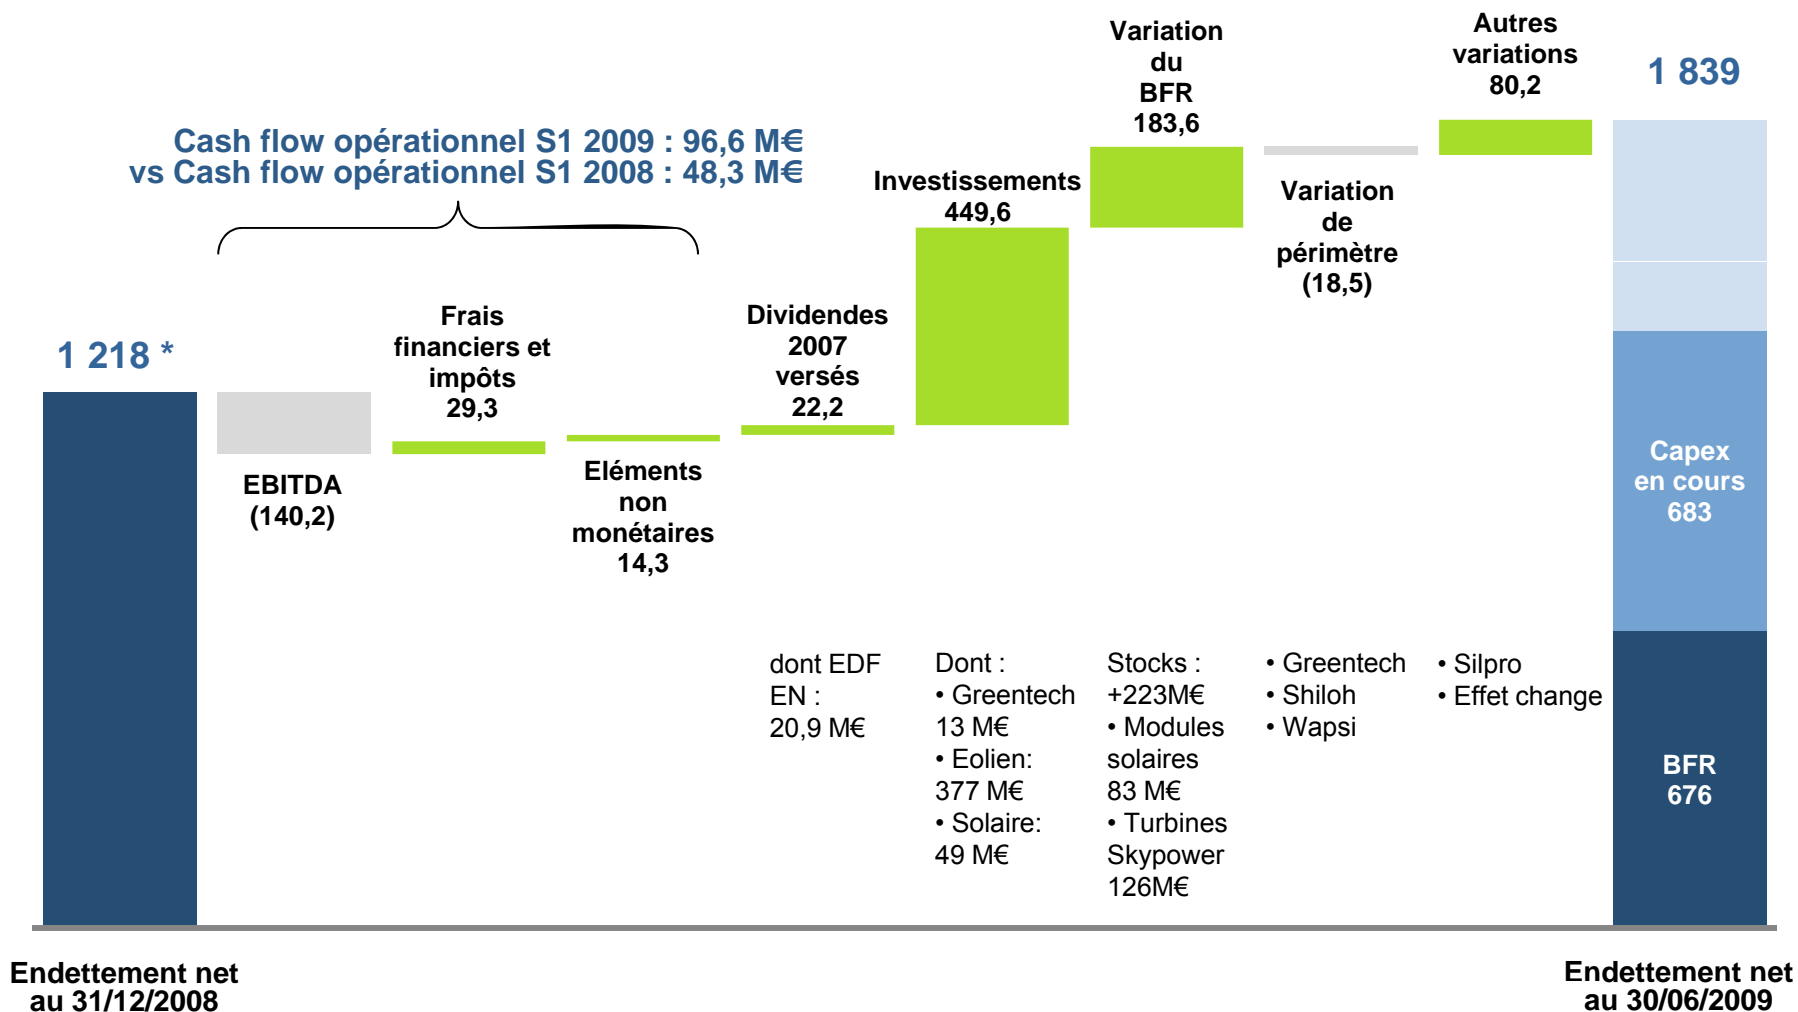 Cash flow opérationnel S1 2009 : 96,6 M€
vs Cash flow opérationnel S1 2008 : 48,3 M€
1 218 *
EBITDA
(140,2)
Frais
financiers et
impôts
29,3
Eléments
non
monétaires
14,3
Dividendes
2007
versés
22,2
Investissements
449,6
Variation
du
BFR
183,6
Variation
de
périmètre
(18,5)
Autres
variations
80,2
1 839
Capex
en cours
683
BFR
676
dont EDF
EN :
20,9 M€
Dont :
• Greentech
13 M€
• Eolien:
377 M€
• Solaire:
49 M€
Stocks :
+223M€
• Modules
solaires
83 M€
• Turbines
Skypower
126M€
• Greentech
• Shiloh
• Wapsi
• Silpro
• Effet change
Endettement net
au 31/12/2008
Endettement net
au 30/06/2009